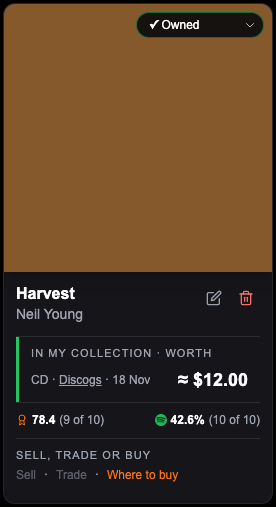 ✓ Owned
Harvest
Neil Young
IN MY COLLECTION · WORTH
CD · Discogs · 18 Nov ≈ $12.00
78.4 (9 of 10) 42.6% (10 of 10)
SELL, TRADE OR BUY
Sell · Trade · Where to buy